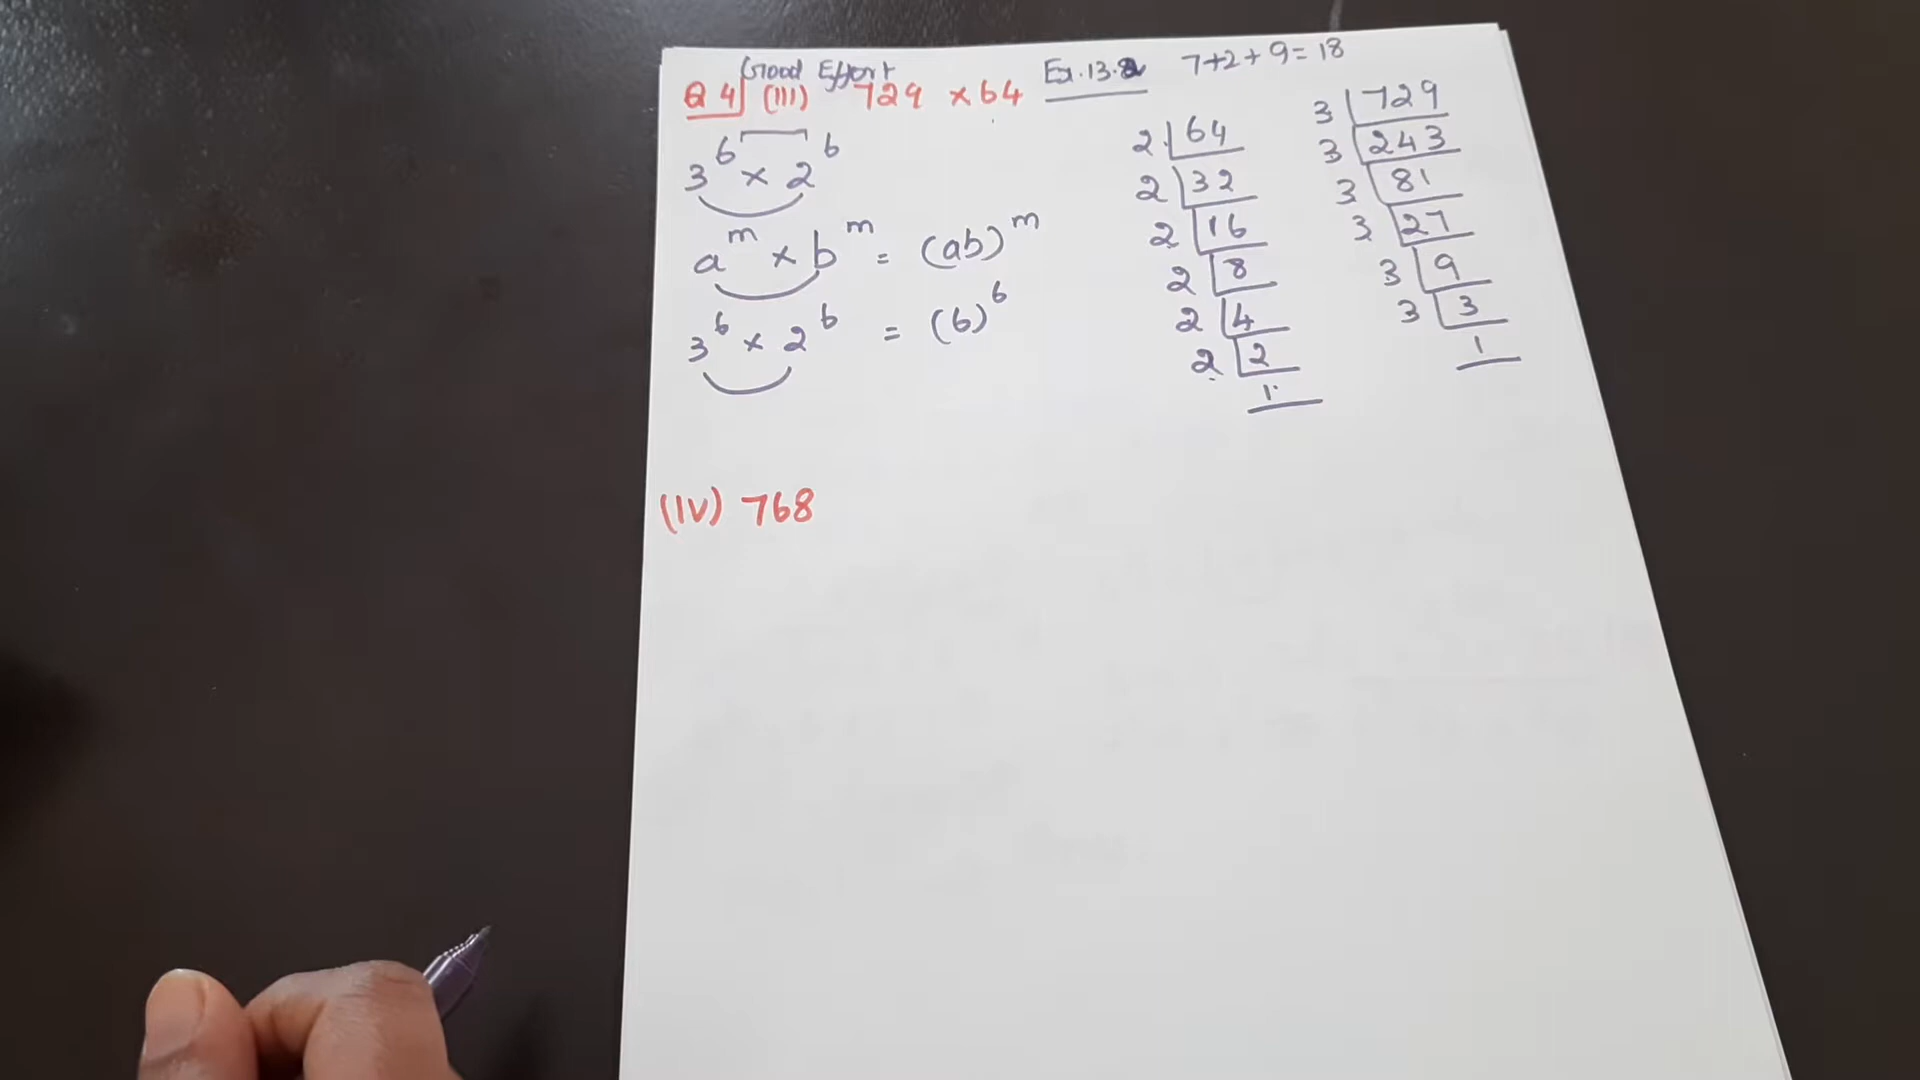 Good Effort
Q 4 (III) 729 × 64
Ex. 13.2
7+2+9=18
3^6 × 2^6
a^m × b^m = (ab)^m
3^6 × 2^6 = (6)^6
2 | 64
2 | 32
2 | 16
2 | 8
2 | 4
2 | 2
1
3 | 729
3 | 243
3 | 81
3 | 27
3 | 9
3 | 3
1
(IV) 768